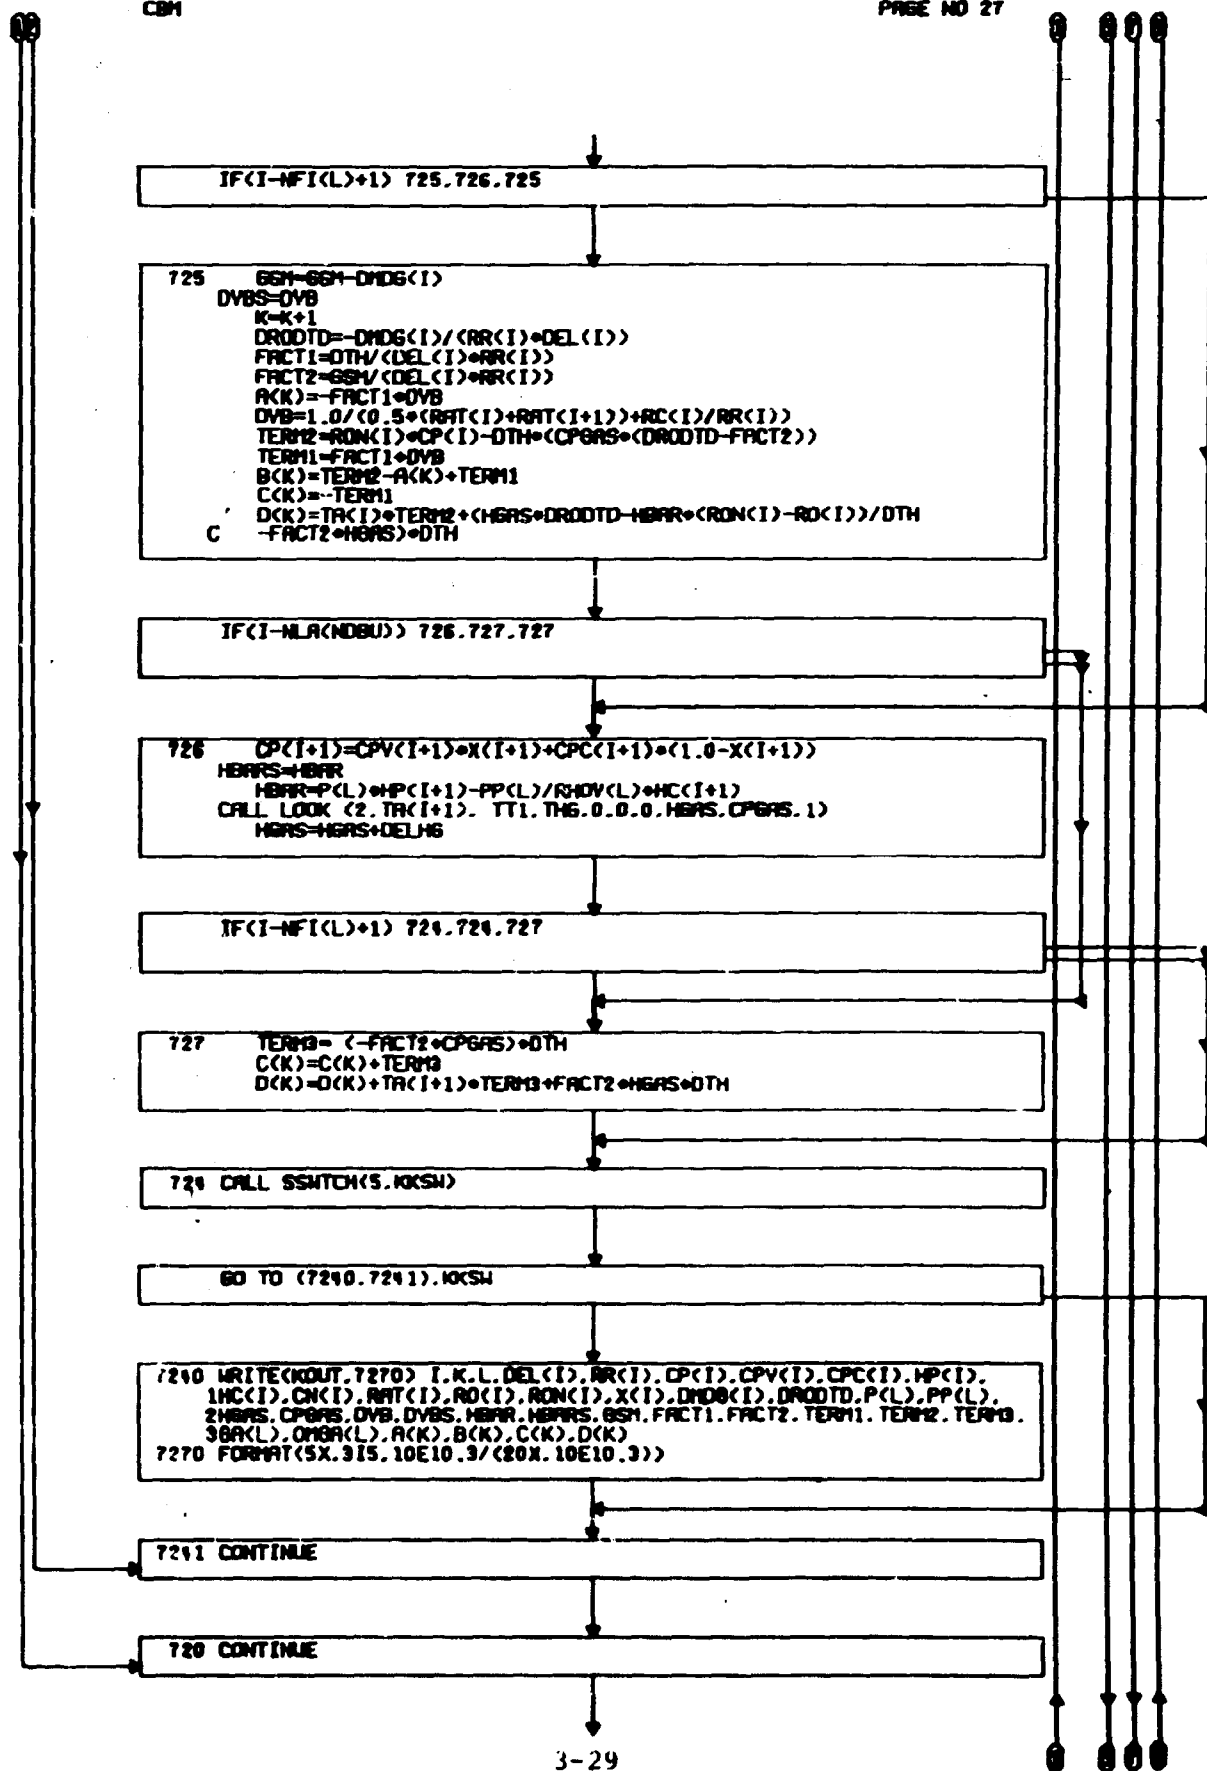 CBM
PAGE NO 27
IF(I-NFI(L)+1) 725.726.725
725 GSM=GSM-DMDG(I)
DVBS=DVB
K=K+1
DRODTD=-DMDG(I)/(RR(I)*DEL(I))
FACT1=DTH/(DEL(I)*RR(I))
FACT2=GSM/(DEL(I)*RR(I))
A(K)=-FACT1*DVB
DVB=1.0/(0.5*(RAT(I)+RAT(I+1))+RC(I)/RR(I))
TERM2=RON(I)*CP(I)-DTH*(CPGAS*(DRODTD-FACT2))
TERM1=FACT1*DVB
B(K)=TERM2-A(K)+TERM1
C(K)=-TERM1
D(K)=TA(I)*TERM2+(HGAS*DRODTD-HBAR*(RON(I)-RO(I))/DTH
C -FACT2*HGAS)*DTH
IF(I-NLA(NDBU)) 726.727.727
726 CP(I+1)=CPV(I+1)*X(I+1)+CPC(I+1)*(1.0-X(I+1))
HBARS=HBAR
HBAR=P(L)*HP(I+1)-PP(L)/RHOV(L)*HC(I+1)
CALL LOOK (2.TA(I+1). TT1.THG.0.0.0.HGAS.CPGAS.1)
HGAS=HGAS+DELHG
IF(I-NFI(L)+1) 724.724.727
727 TERM3= (-FACT2*CPGAS)*DTH
C(K)=C(K)+TERM3
D(K)=D(K)+TA(I+1)*TERM3+FACT2*HGAS*DTH
724 CALL SSWTCH(5.KKSW)
GO TO (7240.7241).KKSW
7240 WRITE(KOUT.7270) I.K.L.DEL(I).RR(I).CP(I).CPV(I).CPC(I).HP(I).
1HC(I).CN(I).RAT(I).RO(I).RON(I).X(I).DMDG(I).DRODTD.P(L).PP(L).
2HGAS.CPGAS.DVB.DVBS.HBAR.HBARS.GSM.FACT1.FACT2.TERM1.TERM2.TERM3.
3GA(L).OMGA(L).A(K).B(K).C(K).D(K)
7270 FORMAT(5X.3I5.10E10.3/(20X.10E10.3))
7241 CONTINUE
720 CONTINUE
3-29